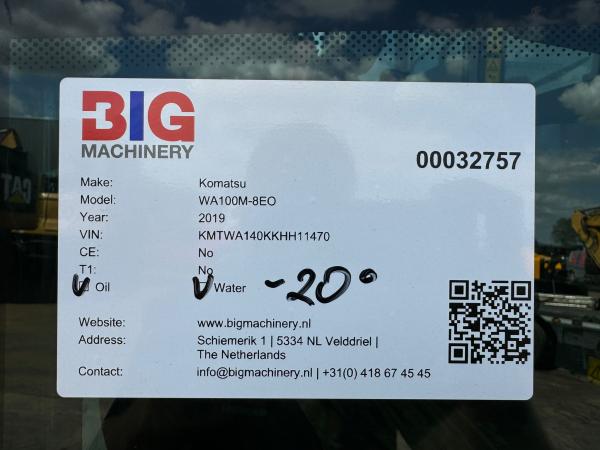 BIG
MACHINERY
00032757
Make: Komatsu
Model: WA100M-8EO
Year: 2019
VIN: KMTWA140KKHH11470
CE: No
T1: No
Oil Water -20°
Website: www.bigmachinery.nl
Address: Schiemerik 1 | 5334 NL Velddriel |
The Netherlands
Contact: info@bigmachinery.nl | +31(0) 418 67 45 45
CAT